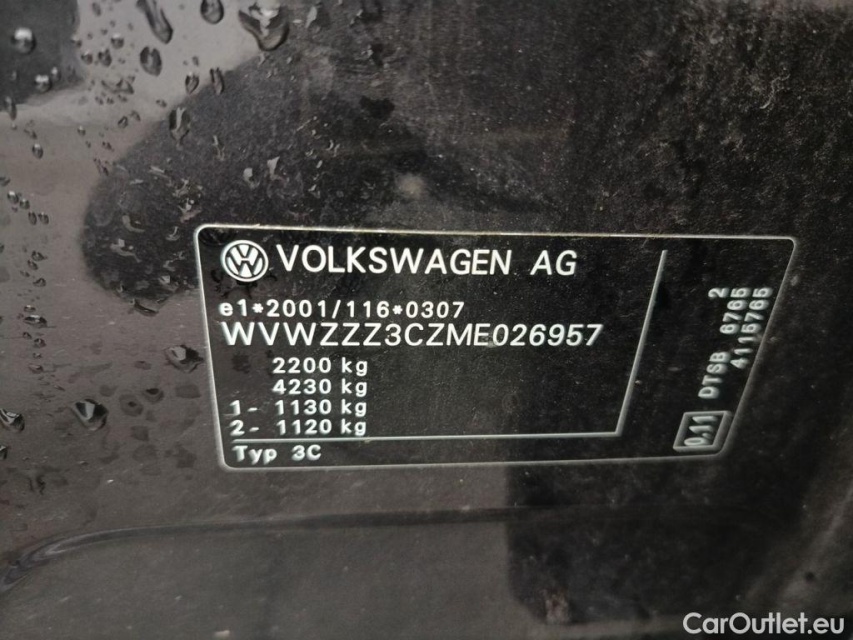 VOLKSWAGEN AG
e1*2001/116*0307
WVWZZZ3CZME026957
2200 kg
4230 kg
1- 1130 kg
2- 1120 kg
Typ 3C
2
DTSB 6765
4115765
0.11
CarOutlet.eu